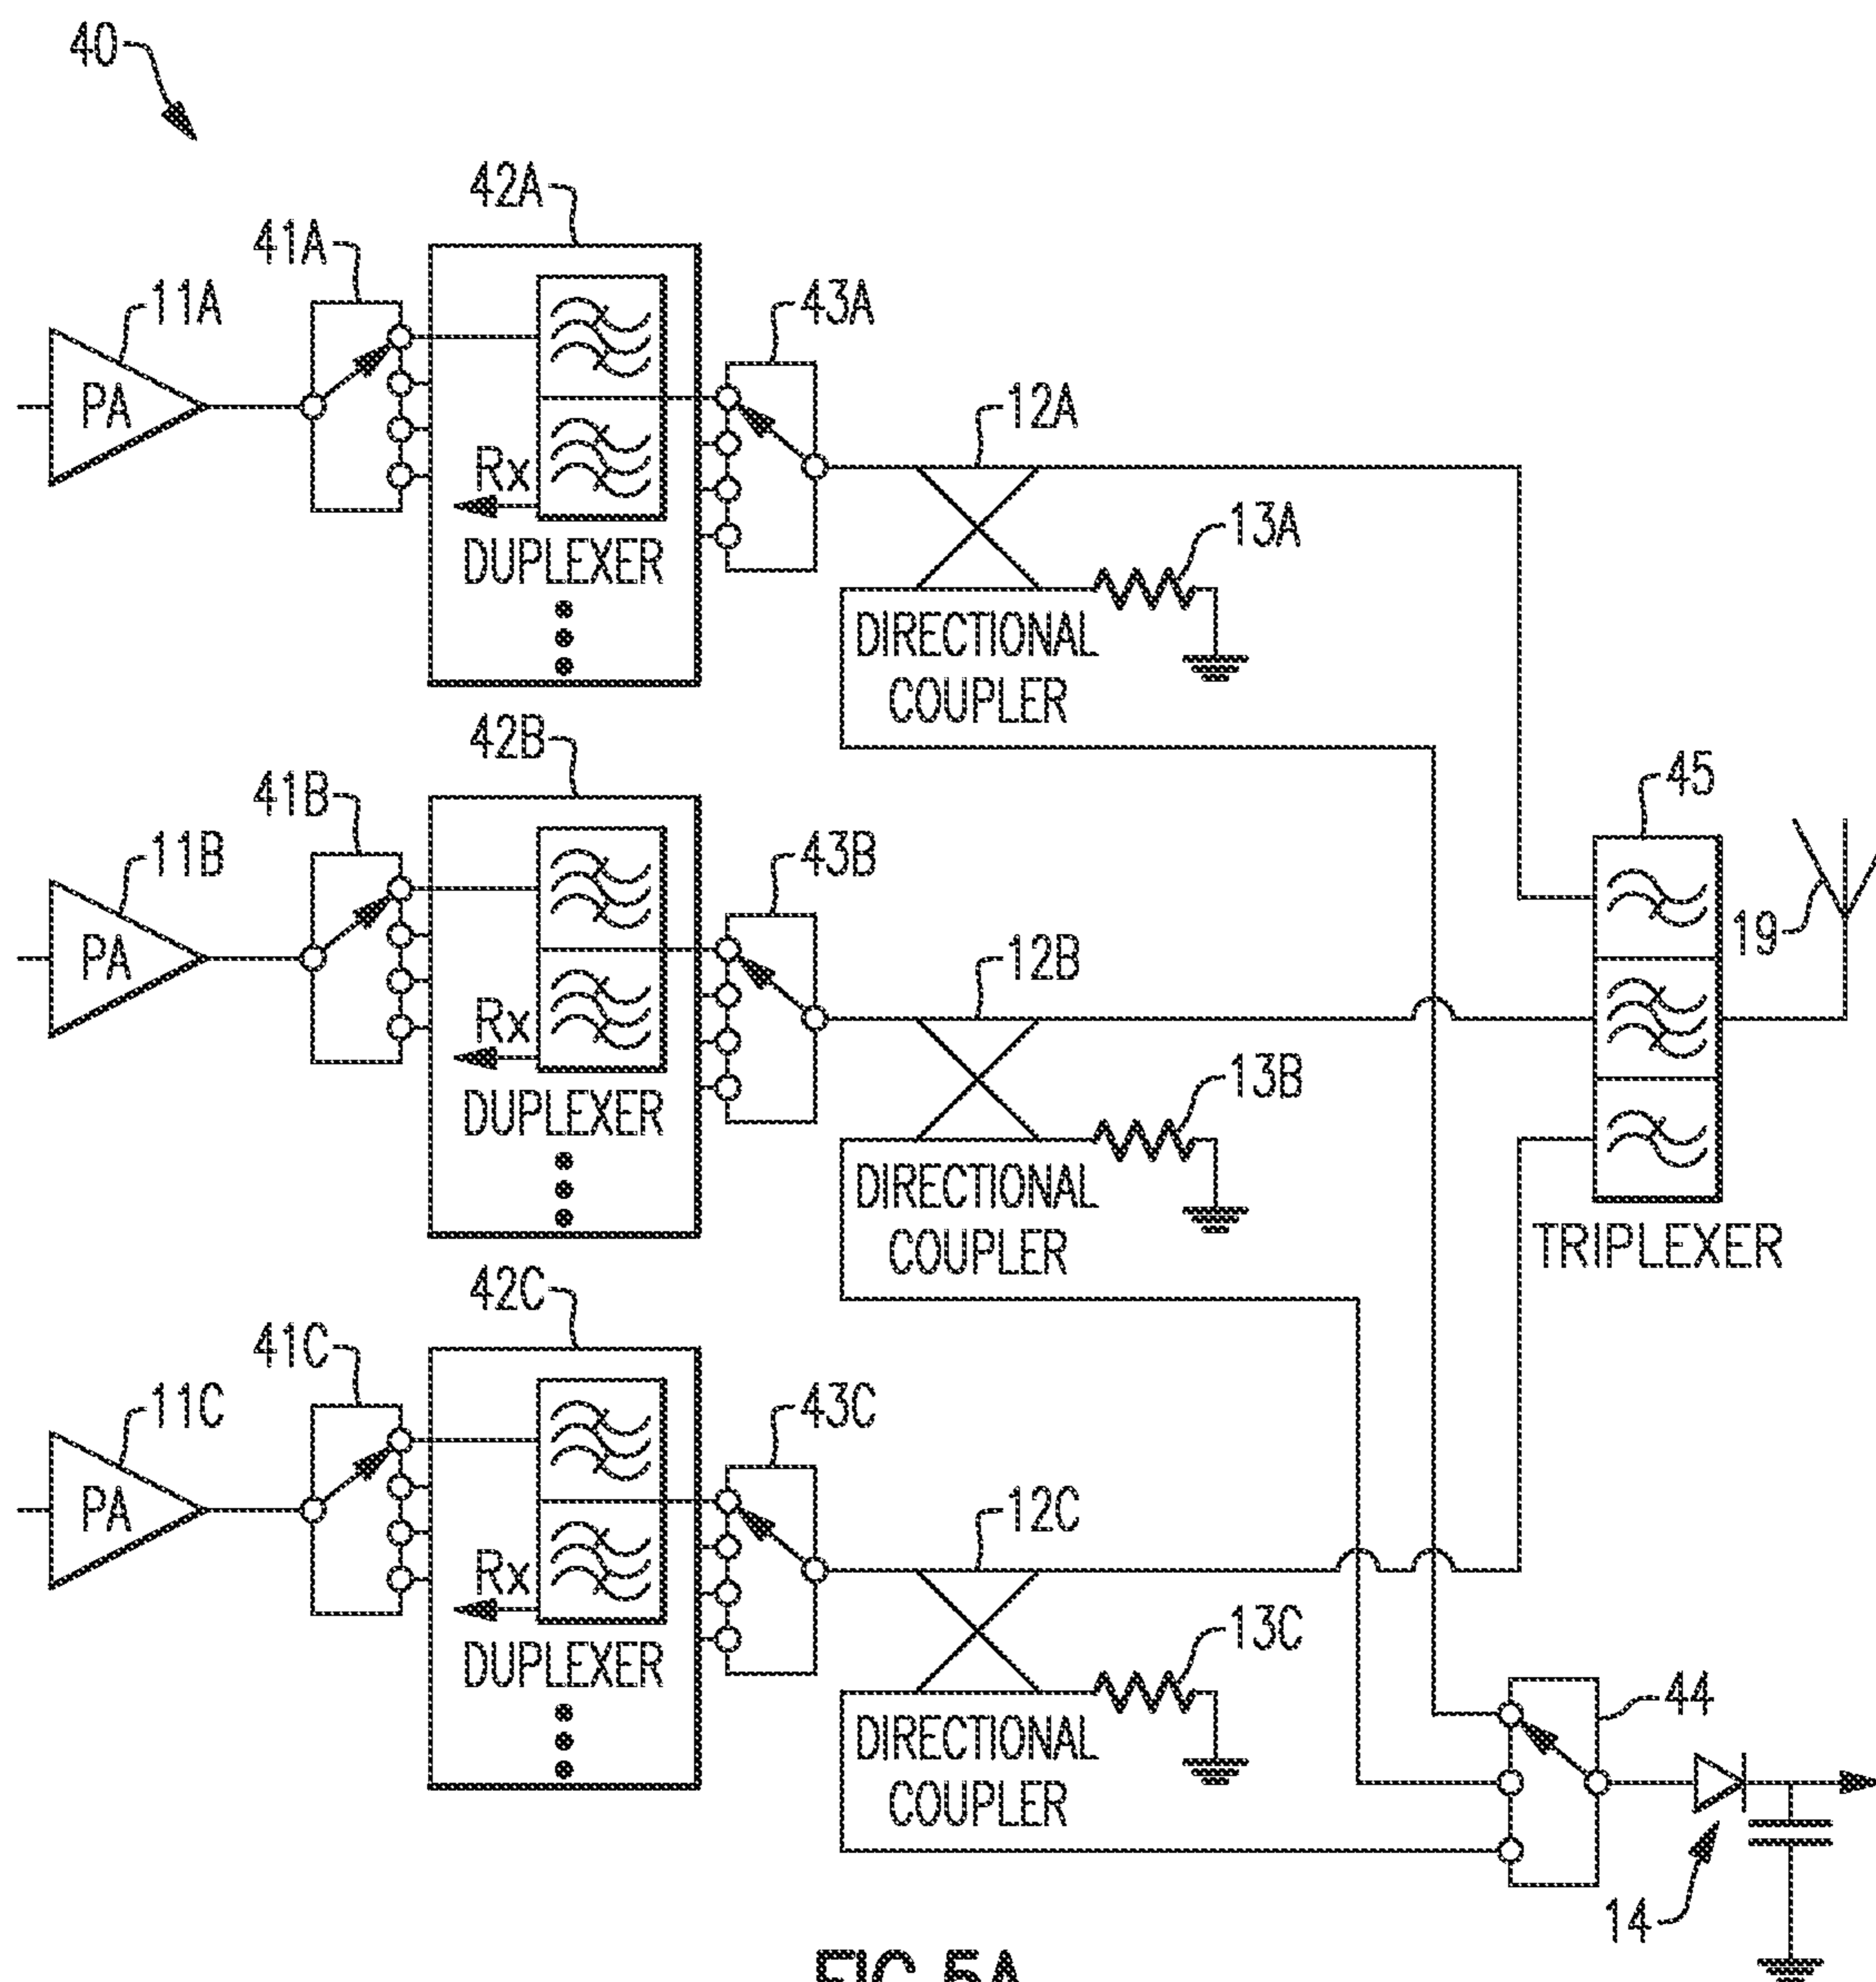 40
42A
41A
11A
PA
43A
Rx
DUPLEXER
12A
13A
DIRECTIONAL
COUPLER
42B
41B
11B
PA
43B
Rx
DUPLEXER
12B
13B
DIRECTIONAL
COUPLER
45
19
TRIPLEXER
42C
41C
11C
PA
43C
Rx
DUPLEXER
12C
13C
DIRECTIONAL
COUPLER
44
14
FIG.5A